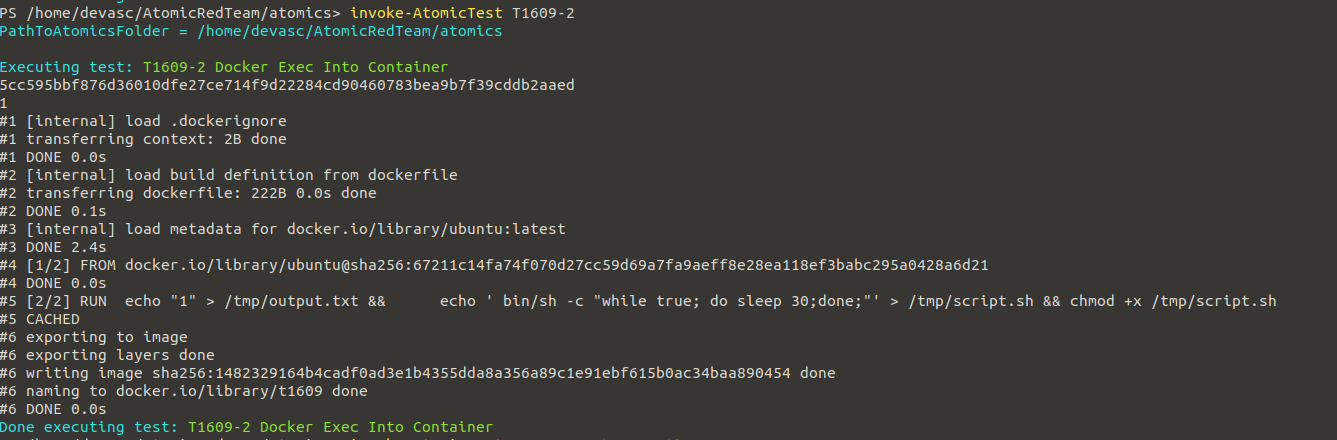 PS /home/devasc/AtomicRedTeam/atomics> invoke-AtomicTest T1609-2
PathToAtomicsFolder = /home/devasc/AtomicRedTeam/atomics
Executing test: T1609-2 Docker Exec Into Container
5cc595bbf876d36010dfe27ce714f9d22284cd90460783bea9b7f39cddb2aaed
1
#1 [internal] load .dockerignore
#1 transferring context: 2B done
#1 DONE 0.0s
#2 [internal] load build definition from dockerfile
#2 transferring dockerfile: 222B 0.0s done
#2 DONE 0.1s
#3 [internal] load metadata for docker.io/library/ubuntu:latest
#3 DONE 2.4s
#4 [1/2] FROM docker.io/library/ubuntu@sha256:67211c14fa74f070d27cc59d69a7fa9aeff8e28ea118ef3babc295a0428a6d21
#4 DONE 0.0s
#5 [2/2] RUN  echo "1" > /tmp/output.txt &&      echo ' bin/sh -c "while true; do sleep 30;done;"' > /tmp/script.sh && chmod +x /tmp/script.sh
#5 CACHED
#6 exporting to image
#6 exporting layers done
#6 writing image sha256:1482329164b4cadf0ad3e1b4355dda8a356a89c1e91ebf615b0ac34baa890454 done
#6 naming to docker.io/library/t1609 done
#6 DONE 0.0s
Done executing test: T1609-2 Docker Exec Into Container